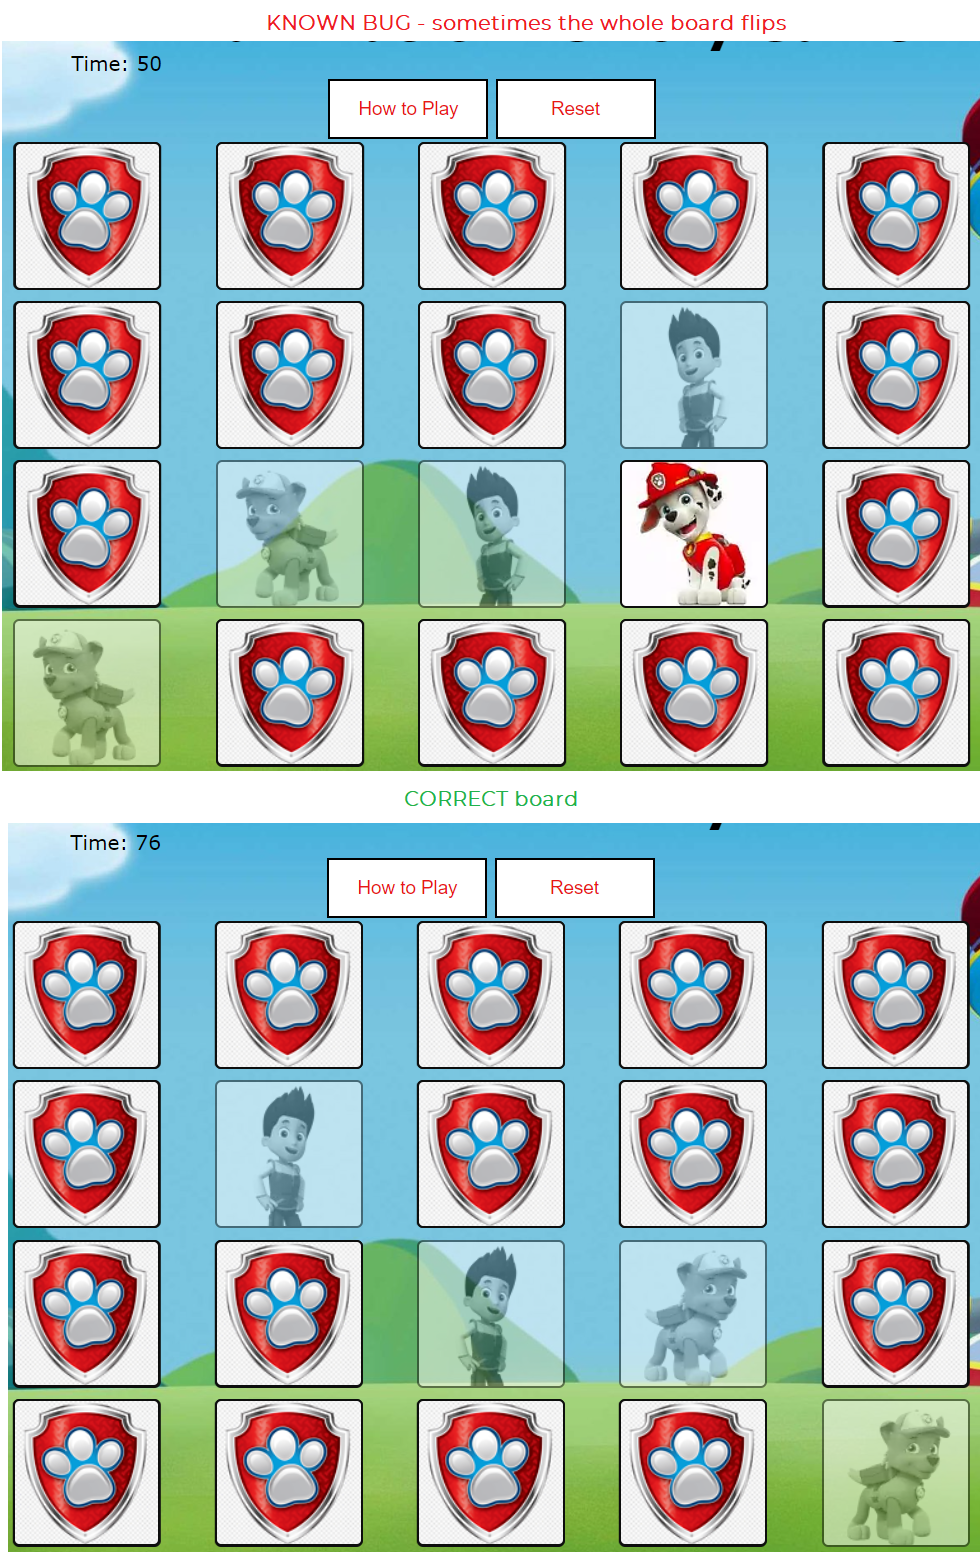 KNOWN BUG - sometimes the whole board flips
Time: 50
How to Play Reset
CORRECT board
Time: 76
How to Play Reset